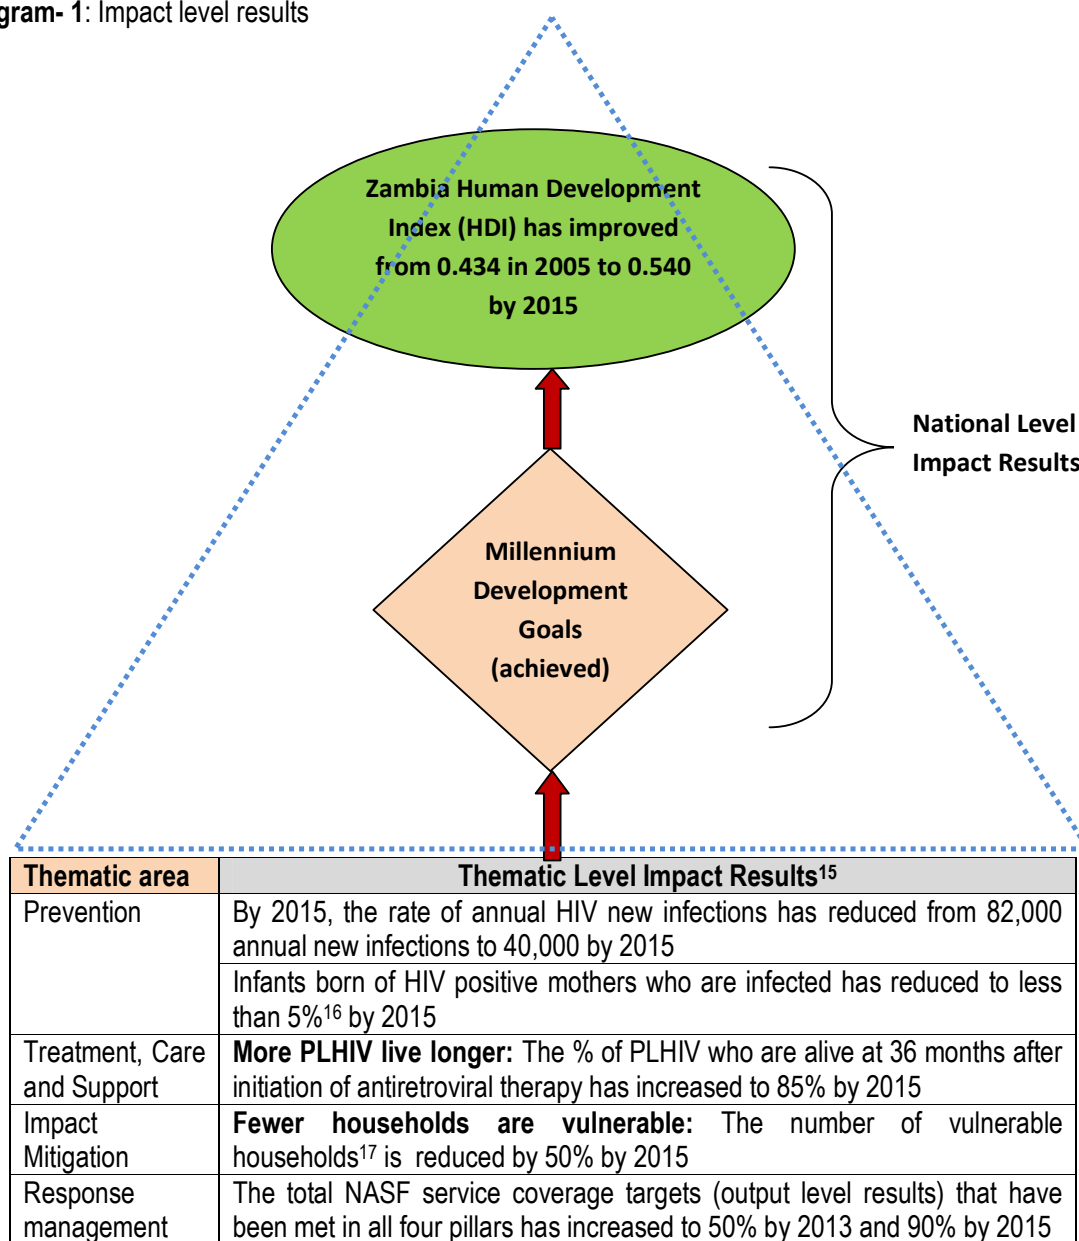 gram- 1: Impact level results
Zambia Human Development
Index (HDI) has improved
from 0.434 in 2005 to 0.540
by 2015
National Level
Impact Results
Millennium
Development
Goals
(achieved)
Thematic area
Thematic Level Impact Results15
Prevention
By 2015, the rate of annual HIV new infections has reduced from 82,000
annual new infections to 40,000 by 2015
Infants born of HIV positive mothers who are infected has reduced to less
than 5%16 by 2015
Treatment, Care
and Support
More PLHIV live longer: The % of PLHIV who are alive at 36 months after
initiation of antiretroviral therapy has increased to 85% by 2015
Impact
Mitigation
Fewer households are vulnerable: The number of vulnerable
households17 is reduced by 50% by 2015
Response
management
The total NASF service coverage targets (output level results) that have
been met in all four pillars has increased to 50% by 2013 and 90% by 2015